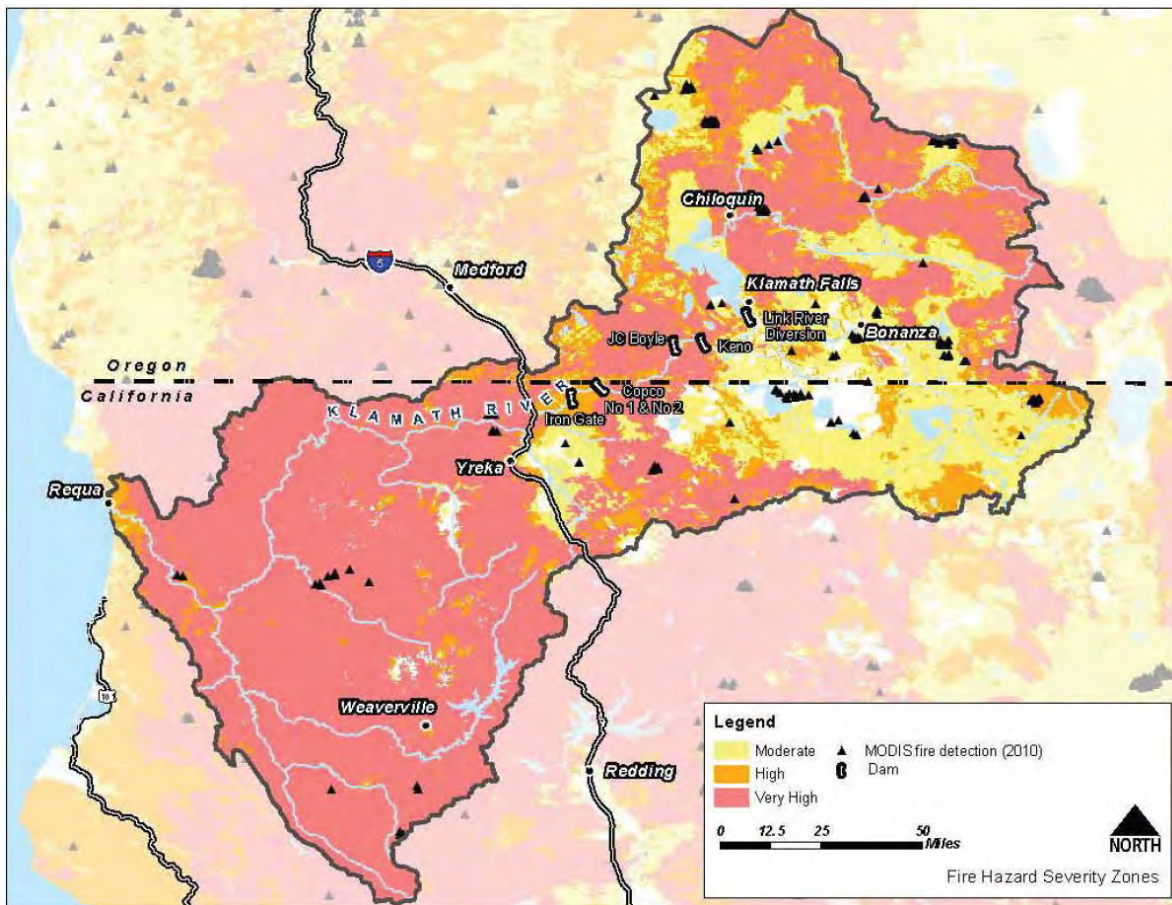 Chiloquin
5
Medford
Klamath Falls
Link River
Diversion
Bonanza
JC Boyle
Keno
Oregon
California
KLAMATH RIVER
Copco
No 1 & No 2
Iron Gate
Yreka
Requa
Weaverville
Redding
Legend
Moderate
High
Very High
MODIS fire detection (2010)
Dam
0 12.5 25 50
Miles
NORTH
Fire Hazard Severity Zones